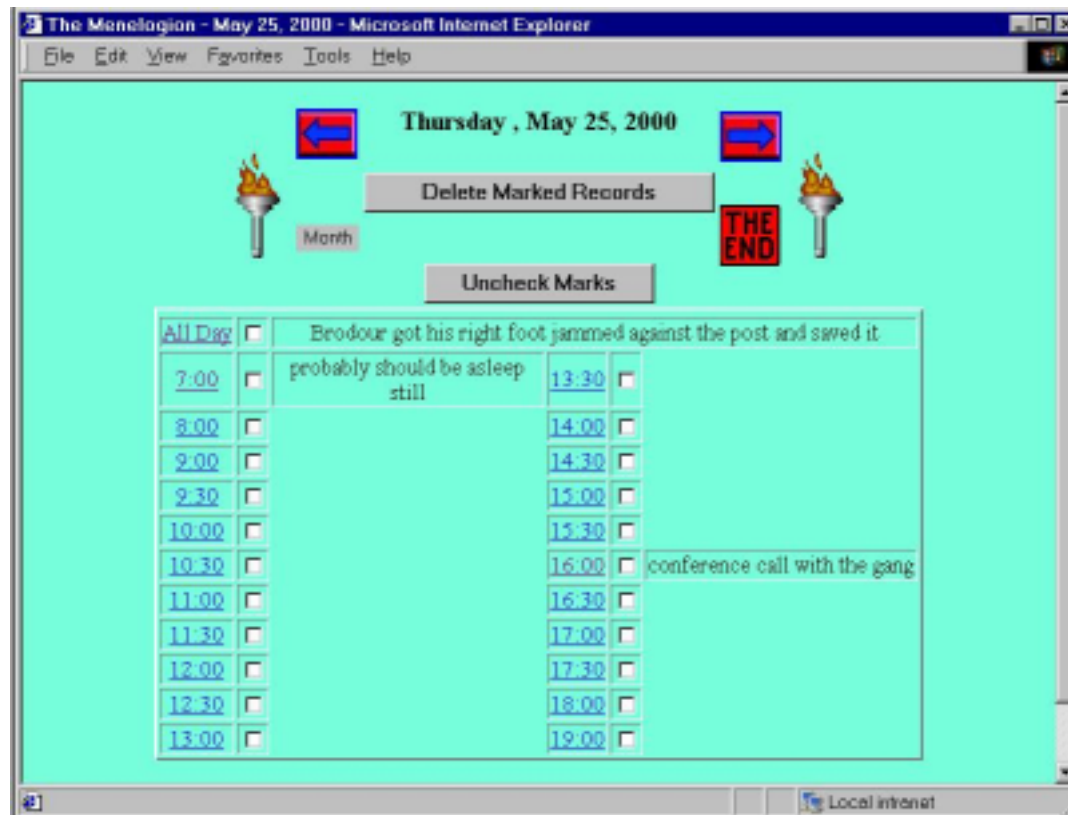 The Menelogion - May 25, 2000 - Microsoft Internet Explorer
File Edit View Favorites Tools Help
Thursday , May 25, 2000
Delete Marked Records
THE
END
Month
Uncheck Marks
All Day Brodour got his right foot jammed against the post and saved it
7:00 probably should be asleep still 13:30
8:00 14:00
9:00 14:30
9:30 15:00
10:00 15:30
10:30 16:00 conference call with the gang
11:00 16:30
11:30 17:00
12:00 17:30
12:30 18:00
13:00 19:00
Local intranet